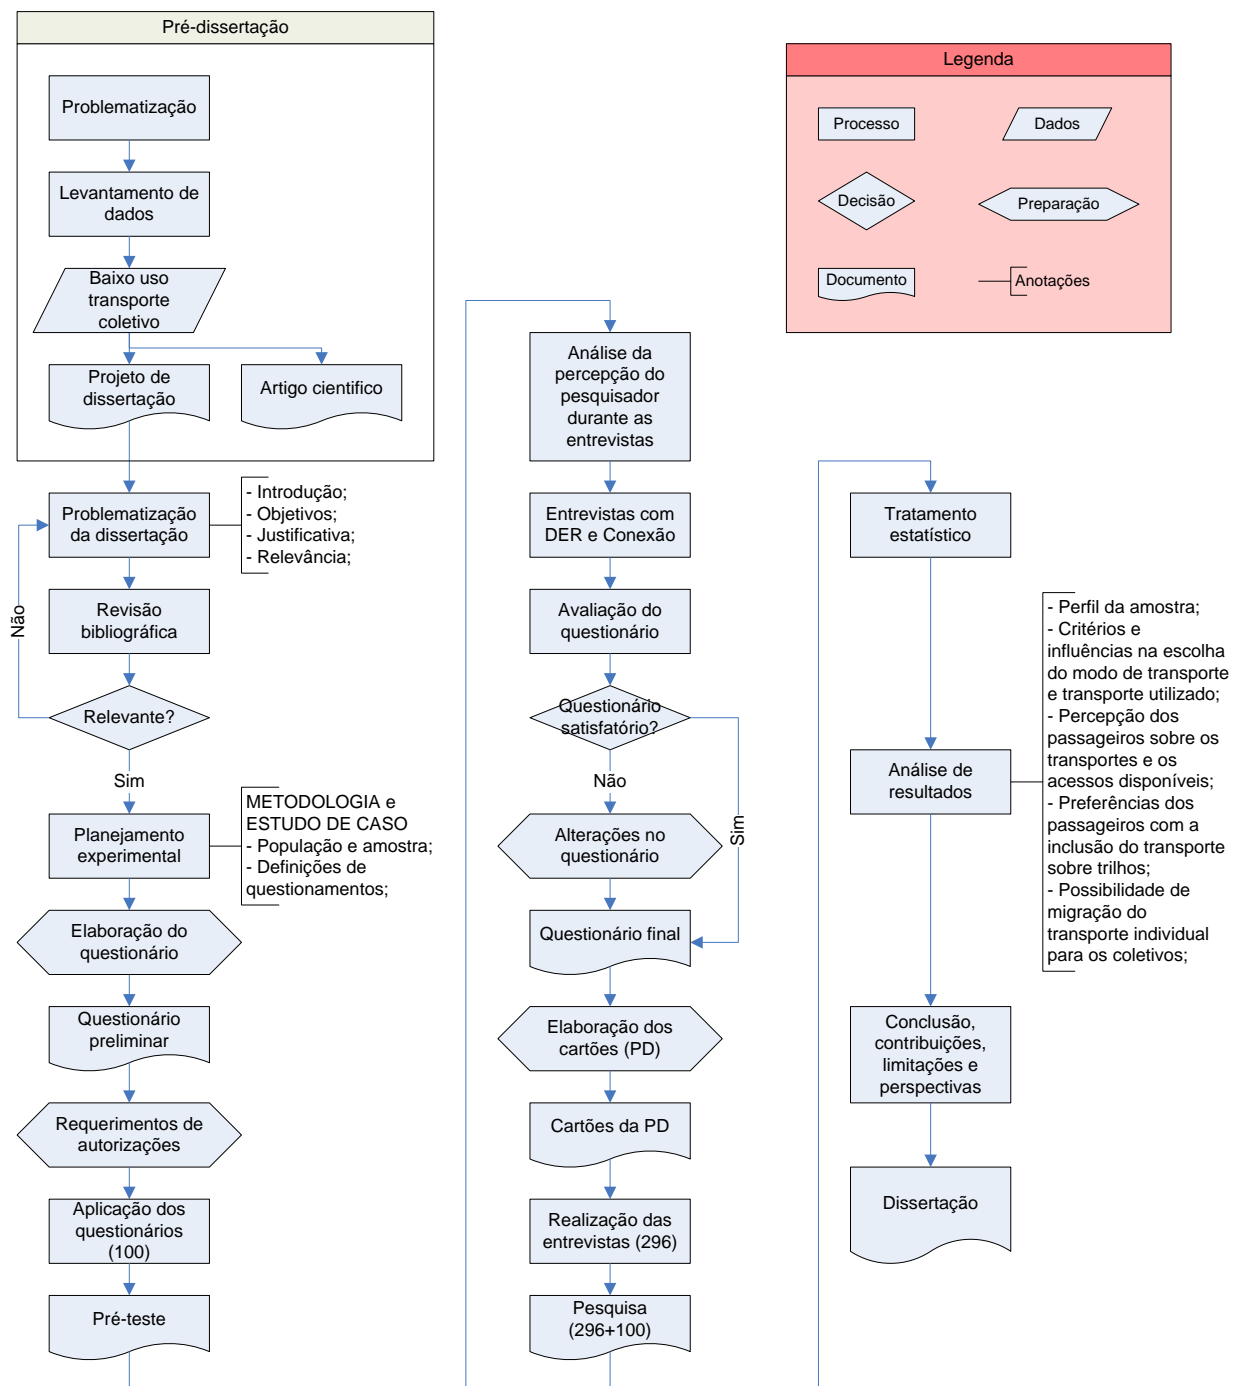 Pré-dissertação
Problematização
Levantamento de
dados
Baixo uso
transporte
coletivo
Projeto de
dissertação
Artigo cientifico
Problematização
da dissertação
- Introdução;
- Objetivos;
- Justificativa;
- Relevância;
Revisão
bibliográfica
Não
Relevante?
Sim
Planejamento
experimental
METODOLOGIA e
ESTUDO DE CASO
- População e amostra;
- Definições de
questionamentos;
Elaboração do
questionário
Questionário
preliminar
Requerimentos de
autorizações
Aplicação dos
questionários
(100)
Pré-teste
Análise da
percepção do
pesquisador
durante as
entrevistas
Entrevistas com
DER e Conexão
Avaliação do
questionário
Questionário
satisfatório?
Não
Sim
Alterações no
questionário
Questionário final
Elaboração dos
cartões (PD)
Cartões da PD
Realização das
entrevistas (296)
Pesquisa
(296+100)
Legenda
Processo
Dados
Decisão
Preparação
Documento
Anotações
Tratamento
estatístico
Análise de
resultados
- Perfil da amostra;
- Critérios e
influências na escolha
do modo de transporte
e transporte utilizado;
- Percepção dos
passageiros sobre os
transportes e os
acessos disponíveis;
- Preferências dos
passageiros com a
inclusão do transporte
sobre trilhos;
- Possibilidade de
migração do
transporte individual
para os coletivos;
Conclusão,
contribuições,
limitações e
perspectivas
Dissertação